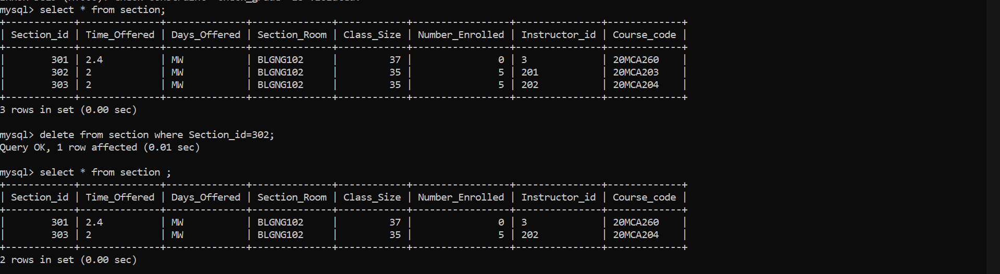 mysql> select * from section;
+------------+--------------+--------------+--------------+------------+-----------------+---------------+-------------+
| Section_id | Time_Offered | Days_Offered | Section_Room | Class_Size | Number_Enrolled | Instructor_id | Course_code |
+------------+--------------+--------------+--------------+------------+-----------------+---------------+-------------+
|        301 | 2.4          | MW           | BLGNG102     |         37 |               0 | 3             | 20MCA260    |
|        302 | 2            | MW           | BLGNG102     |         35 |               5 | 201           | 20MCA203    |
|        303 | 2            | MW           | BLGNG102     |         35 |               5 | 202           | 20MCA204    |
+------------+--------------+--------------+--------------+------------+-----------------+---------------+-------------+
3 rows in set (0.00 sec)
mysql> delete from section where Section_id=302;
Query OK, 1 row affected (0.01 sec)
mysql> select * from section ;
+------------+--------------+--------------+--------------+------------+-----------------+---------------+-------------+
| Section_id | Time_Offered | Days_Offered | Section_Room | Class_Size | Number_Enrolled | Instructor_id | Course_code |
+------------+--------------+--------------+--------------+------------+-----------------+---------------+-------------+
|        301 | 2.4          | MW           | BLGNG102     |         37 |               0 | 3             | 20MCA260    |
|        303 | 2            | MW           | BLGNG102     |         35 |               5 | 202           | 20MCA204    |
+------------+--------------+--------------+--------------+------------+-----------------+---------------+-------------+
2 rows in set (0.00 sec)